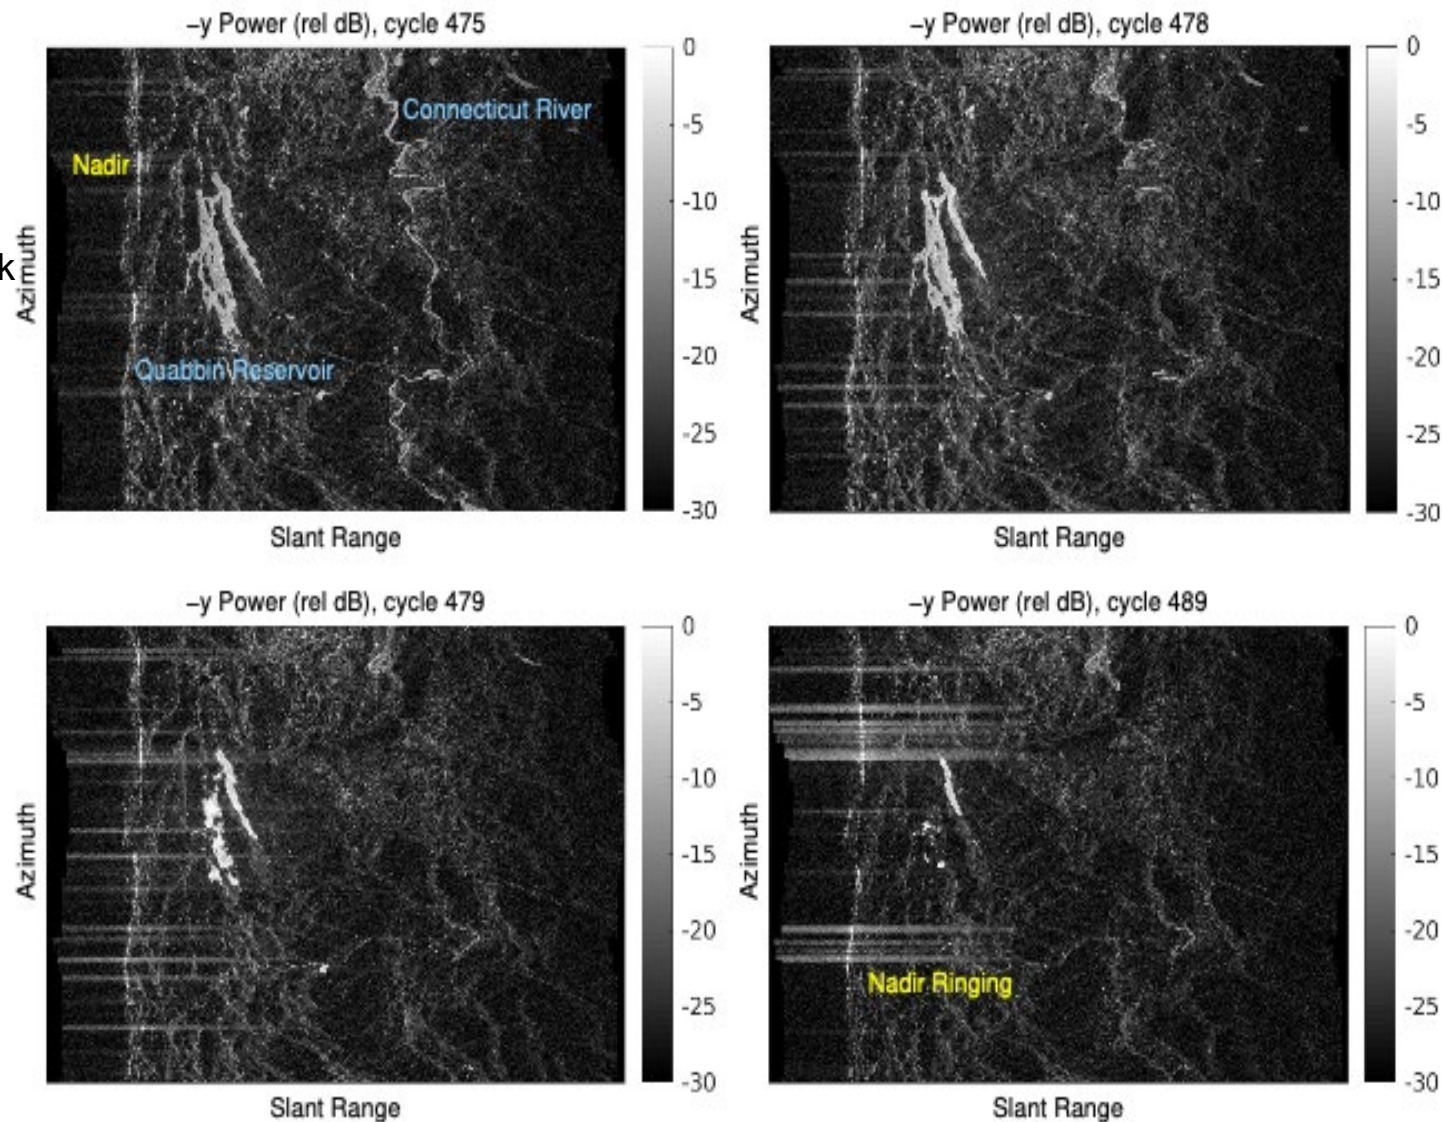 –y Power (rel dB), cycle 475
0
-5
-10
-15
-20
-25
-30
Connecticut River
Nadir
Quabbin Reservoir
k
Azimuth
Slant Range
–y Power (rel dB), cycle 478
0
-5
-10
-15
-20
-25
-30
Azimuth
Slant Range
–y Power (rel dB), cycle 479
0
-5
-10
-15
-20
-25
-30
Azimuth
Slant Range
–y Power (rel dB), cycle 489
0
-5
-10
-15
-20
-25
-30
Nadir Ringing
Azimuth
Slant Range